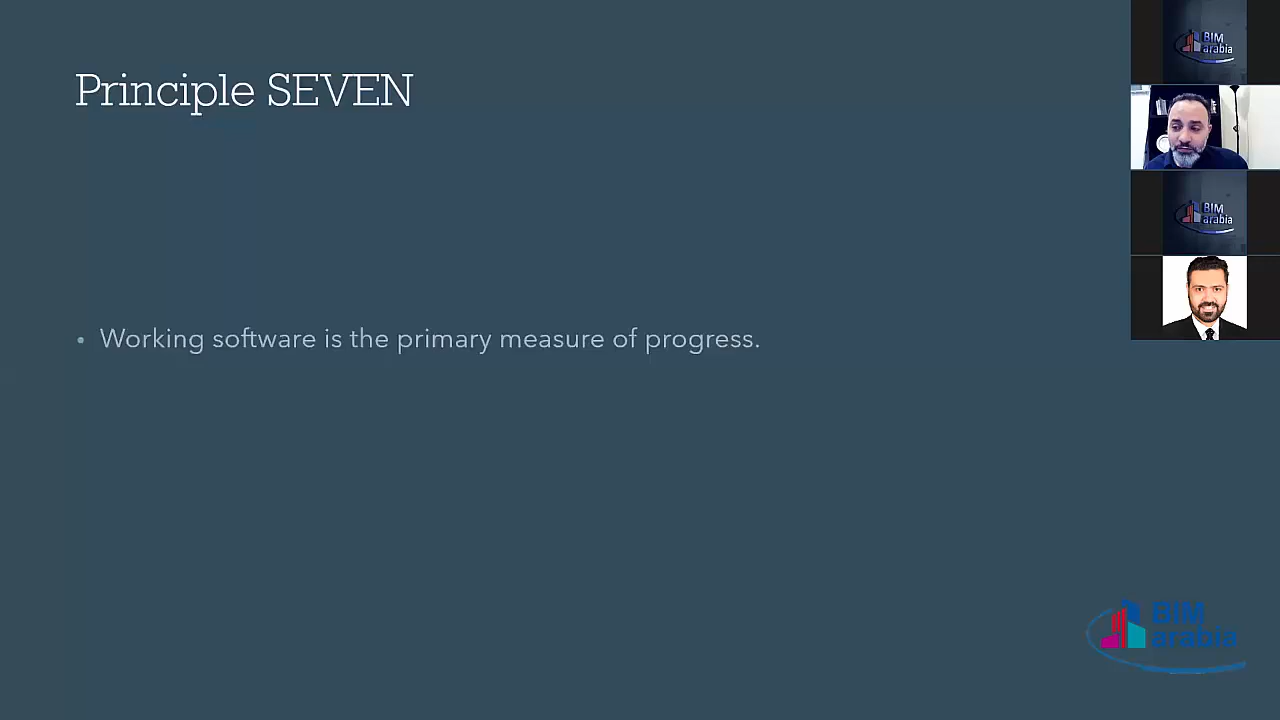 Principle SEVEN
• Working software is the primary measure of progress.
BIM
arabia
BIM
arabia
BIM
arabia